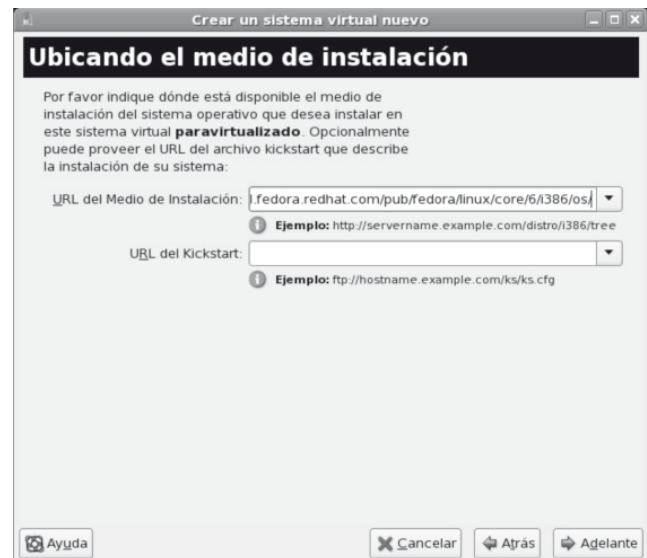 Crear un sistema virtual nuevo
Ubicando el medio de instalación
Por favor indique dónde está disponible el medio de
instalación del sistema operativo que desea instalar en
este sistema virtual paravirtualizado. Opcionalmente
puede proveer el URL del archivo kickstart que describe
la instalación de su sistema:
URL del Medio de Instalación: l.fedora.redhat.com/pub/fedora/linux/core/6/i386/os/
Ejemplo: http://servername.example.com/distro/i386/tree
URL del Kickstart:
Ejemplo: ftp://hostname.example.com/ks/ks.cfg
Ayuda Cancelar Atrás Adelante